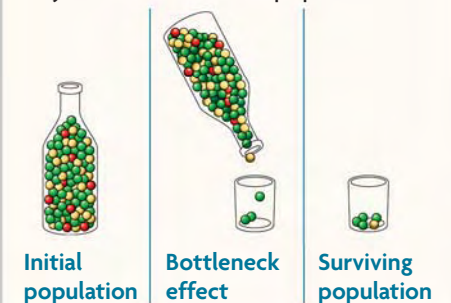 Initial
population
Bottleneck
effect
Surviving
population